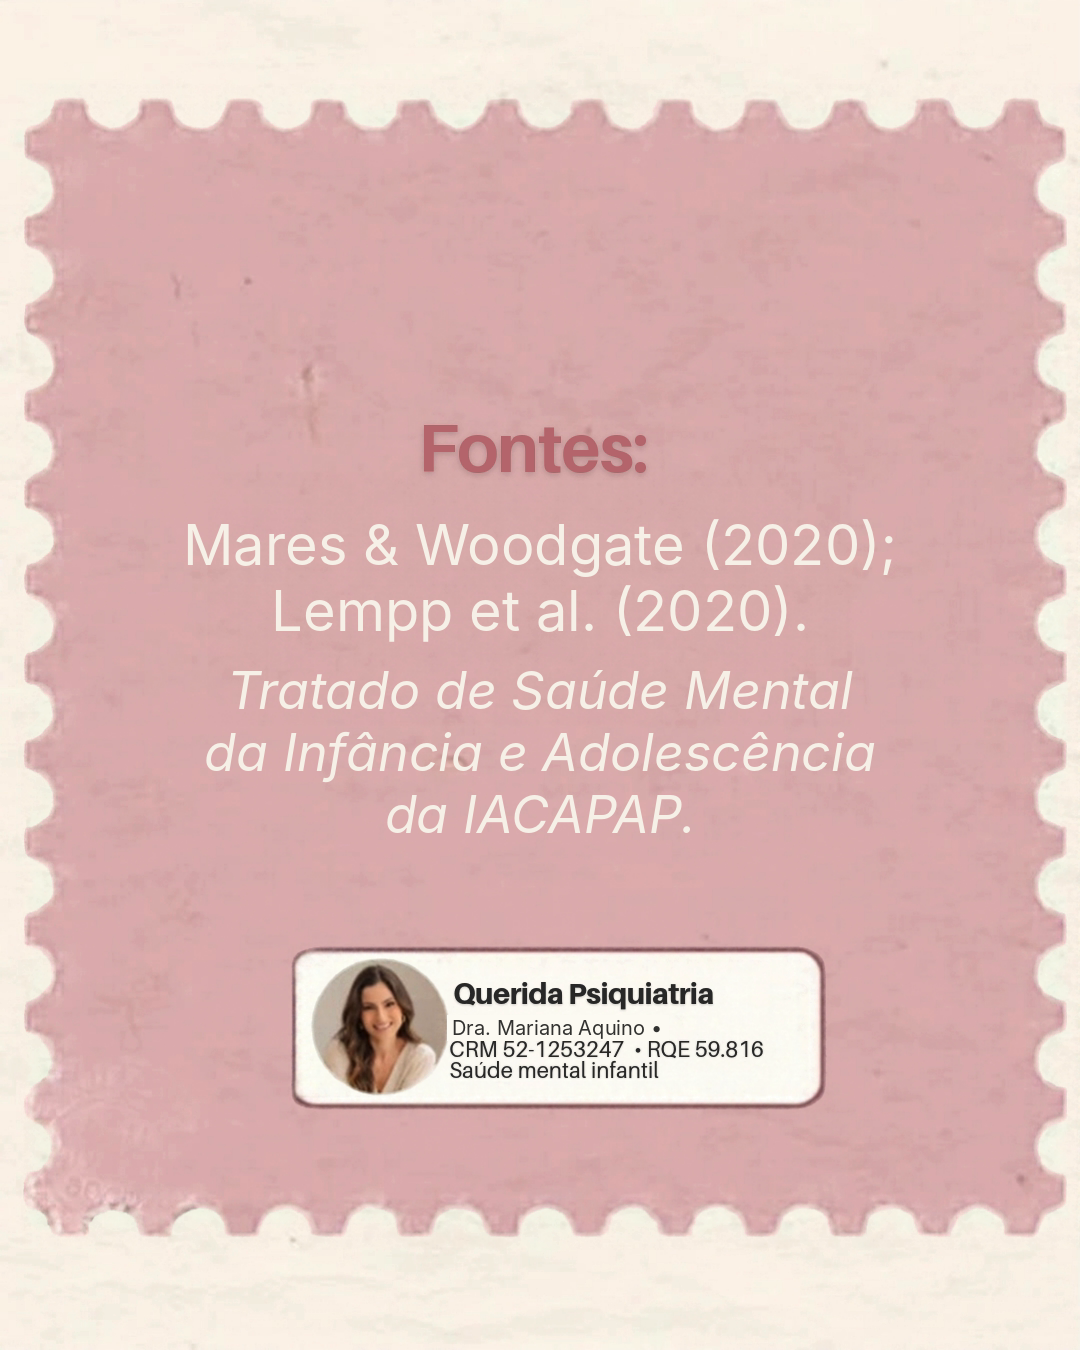 Fontes:
Mares & Woodgate (2020);
Lempp et al. (2020).
Tratado de Saúde Mental
da Infância e Adolescência
da IACAPAP.
Querida Psiquiatria
Dra. Mariana Aquino •
CRM 52-1253247 • RQE 59.816
Saúde mental infantil